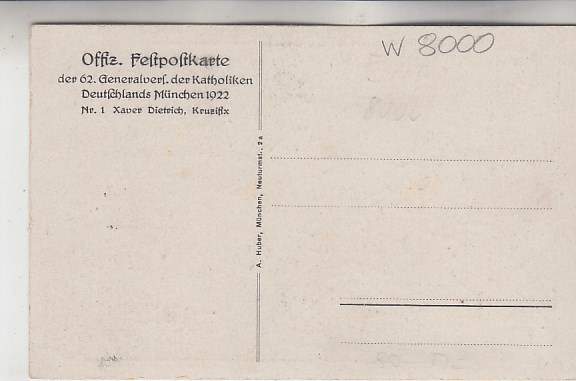 Offiz. Festpostkarte
der 62. Generalvers. der Katholiken
Deutschlands München 1922
Nr. 1 Xaver Dietrich, Kruzifix
A. Huber, München, Neuturmstr. 2a
W 8000